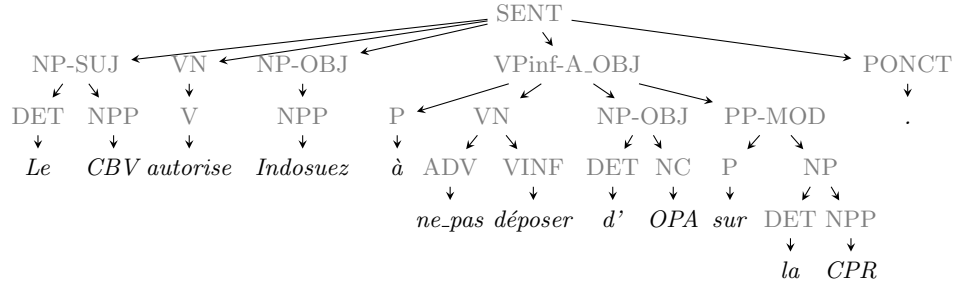 SENT
NP-SUJ VN NP-OBJ VPinf-A_OBJ PONCT
DET NPP V NPP P VN NP-OBJ PP-MOD .
Le CBV autorise Indosuez à ADV VINF DET NC P NP
ne_pas déposer d' OPA sur DET NPP
la CPR